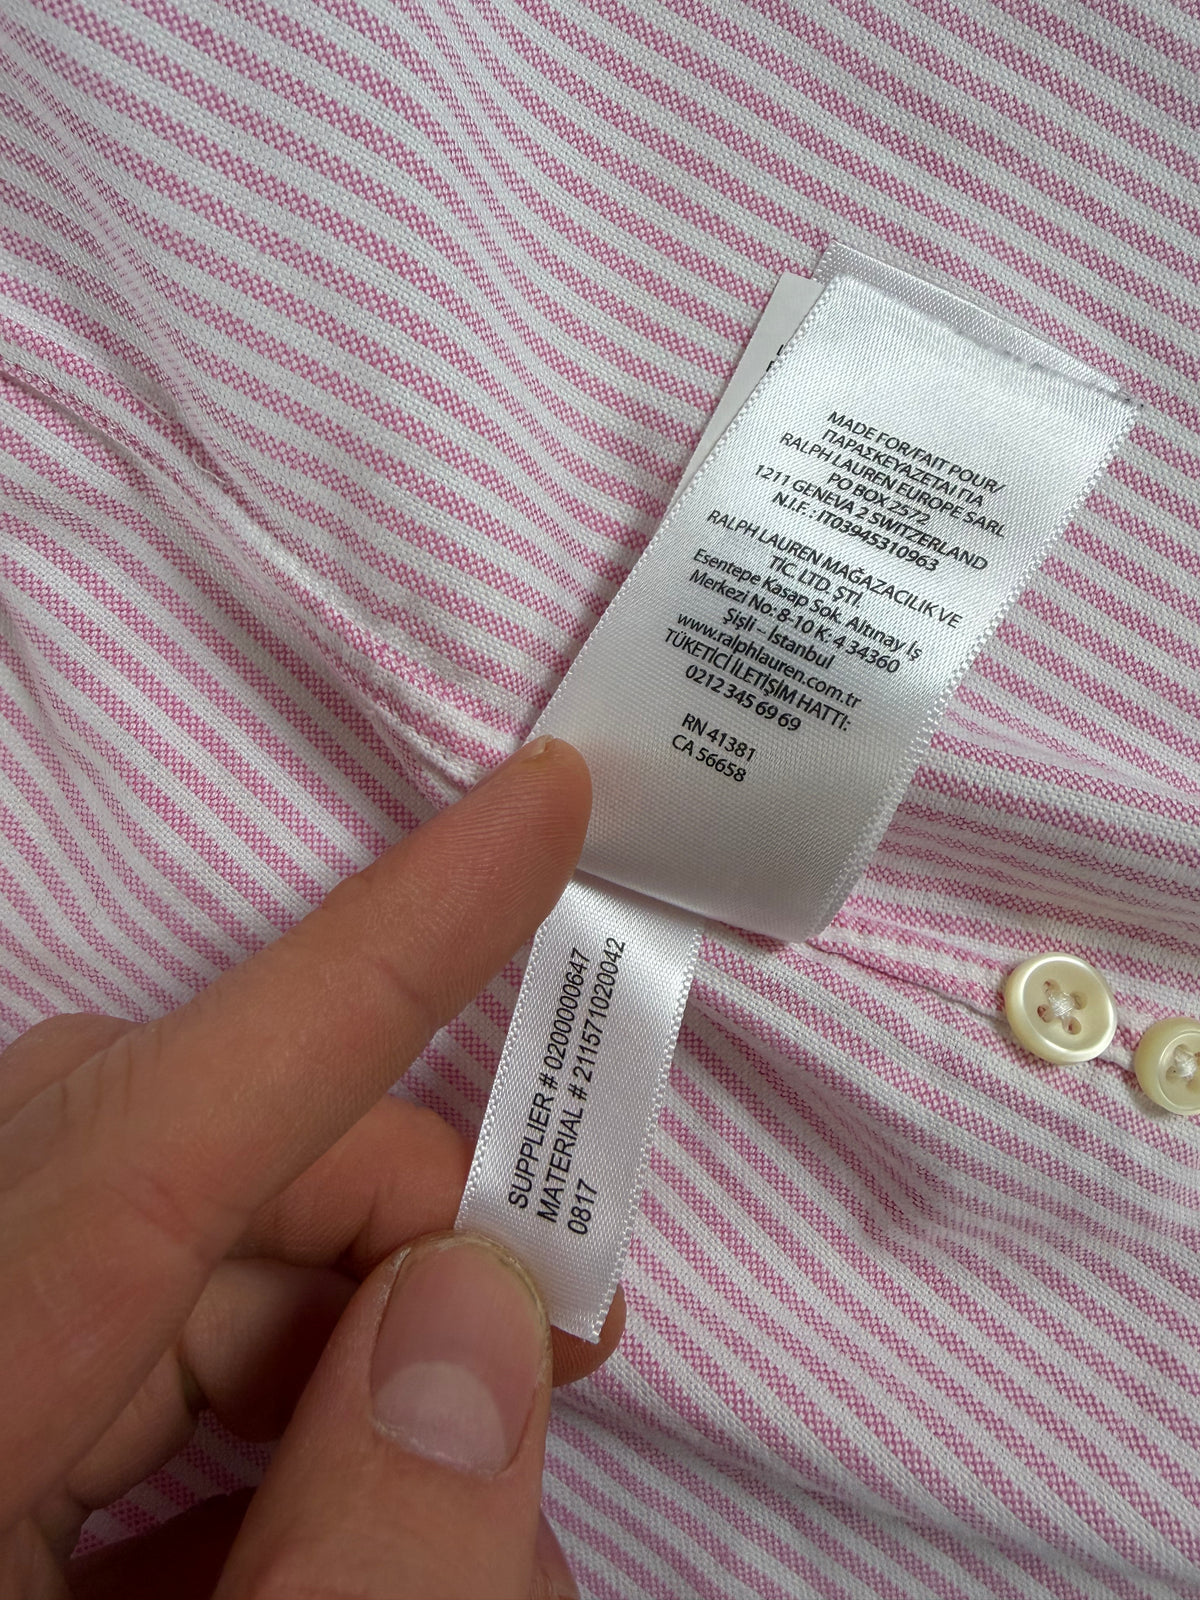 MADE FOR/FAIT POUR/
ΠΑΡΑΣΚΕΥΑΖΕΤΑΙ ΓΙΑ
RALPH LAUREN EUROPE SARL
PO BOX 2572
1211 GENEVA 2 SWITZERLAND
N.I.F. : IT03945310963
RALPH LAUREN MAĞAZACILIK VE
TİC. LTD. ŞTİ.
Esentepe Kasap Sok. Altınay İş
Merkezi No: 8-10 K: 4 34360
Şişli – İstanbul
www.ralphlauren.com.tr
TÜKETİCİ İLETİŞİM HATTI:
0212 345 69 69
RN 41381
CA 56658
SUPPLIER # 0200000647
MATERIAL # 211571020042
0817